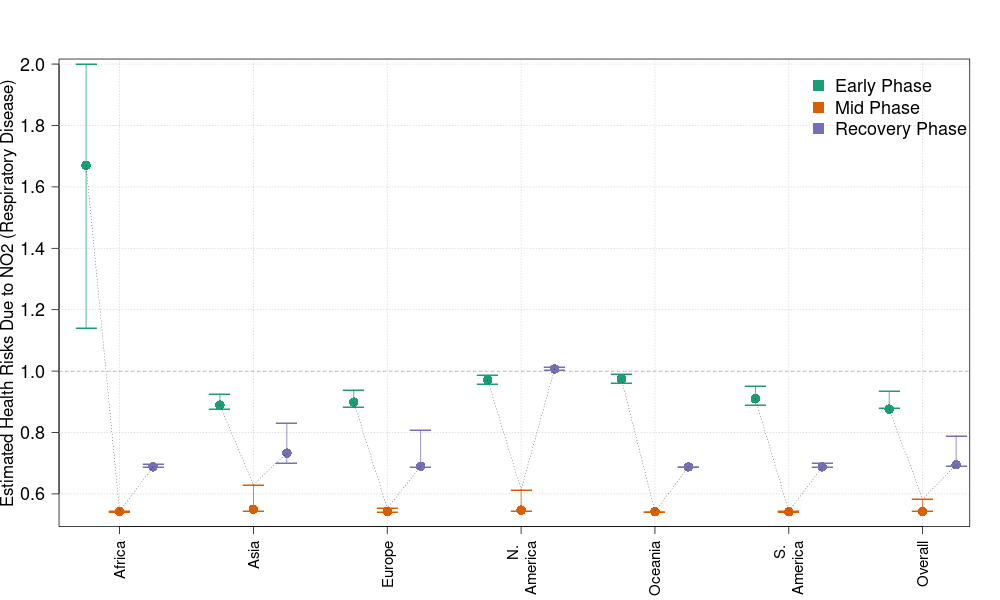 Estimated Health Risks Due to NO2 (Respiratory Disease)
2.0
1.8
1.6
1.4
1.2
1.0
0.8
0.6
Early Phase
Mid Phase
Recovery Phase
Africa
Asia
Europe
N.
America
Oceania
S.
America
Overall